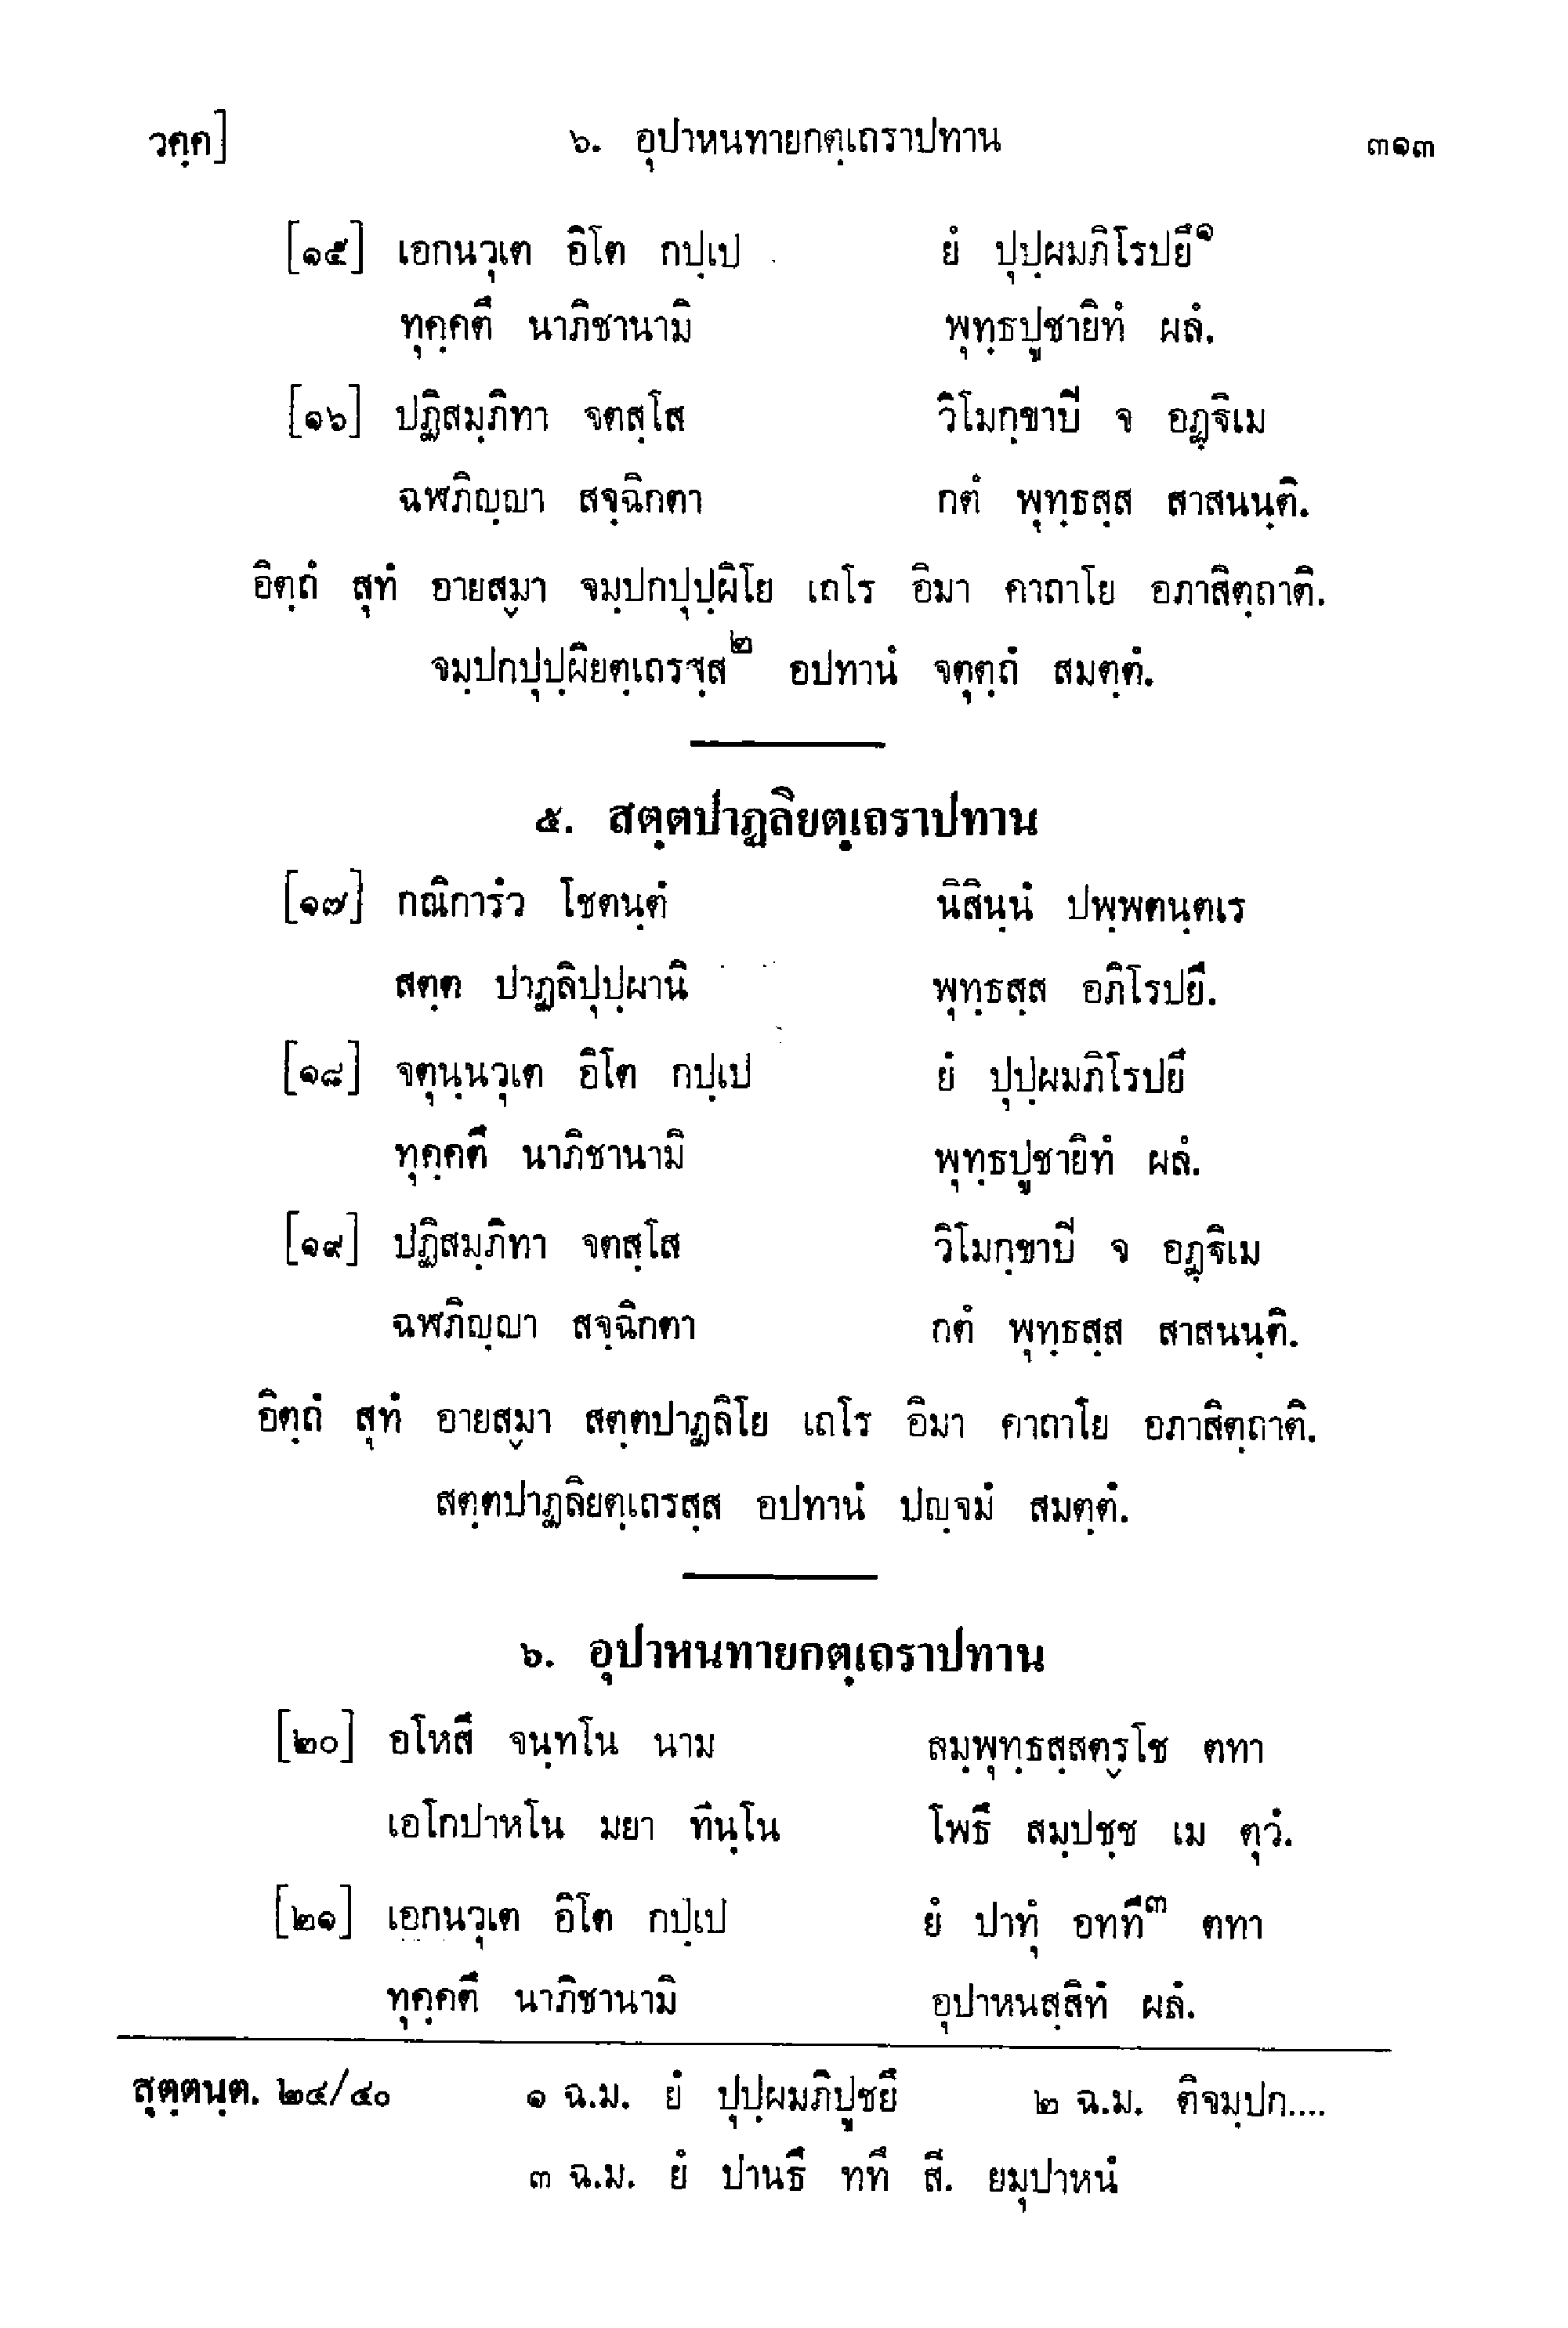 วคฺค] ๖. อุปาหนทายกตฺเถราปทาน ๓๑๓
[๑๕] เอกนวุเต อิโต กปฺเป ยํ ปุปฺผมภิโรปยึ๑
ทุคฺคตึ นาภิชานามิ พุทฺธปูชายิทํ ผลํ.
[๑๖] ปฏิสมฺภิทา จตสฺโส วิโมกฺขาปี จ อฏฺฐิเม
ฉฬภิญฺญา สจฺฉิกตา กตํ พุทฺธสฺส สาสนนฺติ.
อิตฺถํ สุทํ อายสฺมา จมฺปกปุปฺผิโย เถโร อิมา คาถาโย อภาสิตฺถาติ.
จมฺปกปุปฺผิยตฺเถรสฺส๒ อปทานํ จตุตฺถํ สมตฺตํ.
๕. สตฺตปาฏลิยตฺเถราปทาน
[๑๗] กณิการํว โชตนฺตํ นิสินฺนํ ปพฺพตนฺตเร
สตฺต ปาฏลิปุปฺผานิ พุทฺธสฺส อภิโรปยึ.
[๑๘] จตุนฺนวุเต อิโต กปฺเป ยํ ปุปฺผมภิโรปยึ
ทุคฺคตึ นาภิชานามิ พุทฺธปูชายิทํ ผลํ.
[๑๙] ปฏิสมฺภิทา จตสฺโส วิโมกฺขาปี จ อฏฺฐิเม
ฉฬภิญฺญา สจฺฉิกตา กตํ พุทฺธสฺส สาสนนฺติ.
อิตฺถํ สุทํ อายสฺมา สตฺตปาฏลิโย เถโร อิมา คาถาโย อภาสิตฺถาติ.
สตฺตปาฏลิยตฺเถรสฺส อปทานํ ปญฺจมํ สมตฺตํ.
๖. อุปาหนทายกตฺเถราปทาน
[๒๐] อโหสึ จนฺทโน นาม สมฺพุทฺธสฺสตฺรุโช ตทา
เอโกปาหโน มยา ทินฺโน โพธึ สมฺปชฺช เม ตุวํ.
[๒๑] เอกนวุเต อิโต กปฺเป ยํ ปาทุํ อททึ๓ ตทา
ทุคฺคตึ นาภิชานามิ อุปาหนสฺสิทํ ผลํ.
สุตฺตนฺต. ๒๔/๔๐ ๑ ฉ.ม. ยํ ปุปฺผมภิปูชยึ ๒ ฉ.ม. ติจมฺปก....
๓ ฉ.ม. ยํ ปานธึ ททึ สี. ยมุปาหนํ